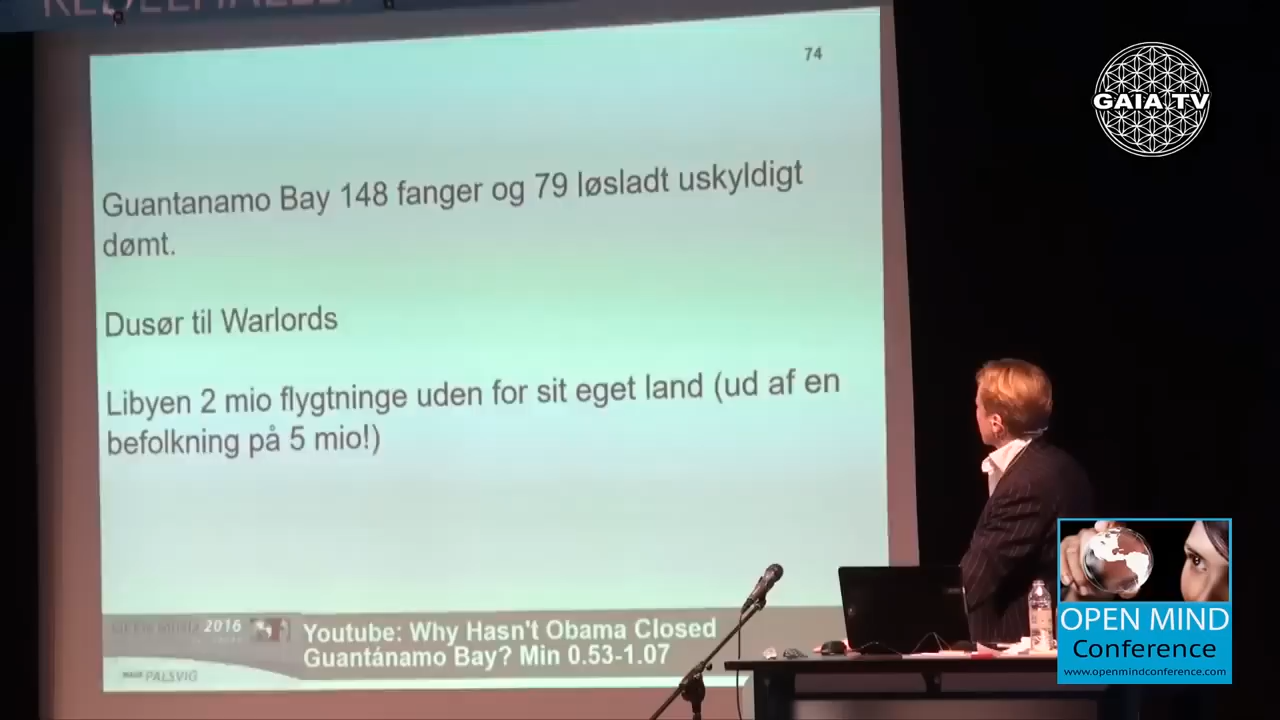 74
GAIA TV
Guantanamo Bay 148 fanger og 79 løsladt uskyldigt
dømt.
Dusør til Warlords
Libyen 2 mio flygtninge uden for sit eget land (ud af en
befolkning på 5 mio!)
2016
Youtube: Why Hasn't Obama Closed
Guantánamo Bay? Min 0.53-1.07
PALSVIG
OPEN MIND
Conference
www.openmindconference.com